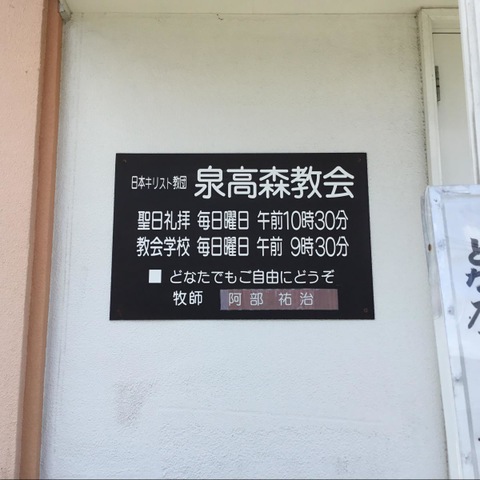 日本キリスト教団 泉高森教会
聖日礼拝 毎日曜日 午前10時30分
教会学校 毎日曜日 午前 9時30分
■ どなたでもご自由にどうぞ
牧師 阿部 祐治
どなた